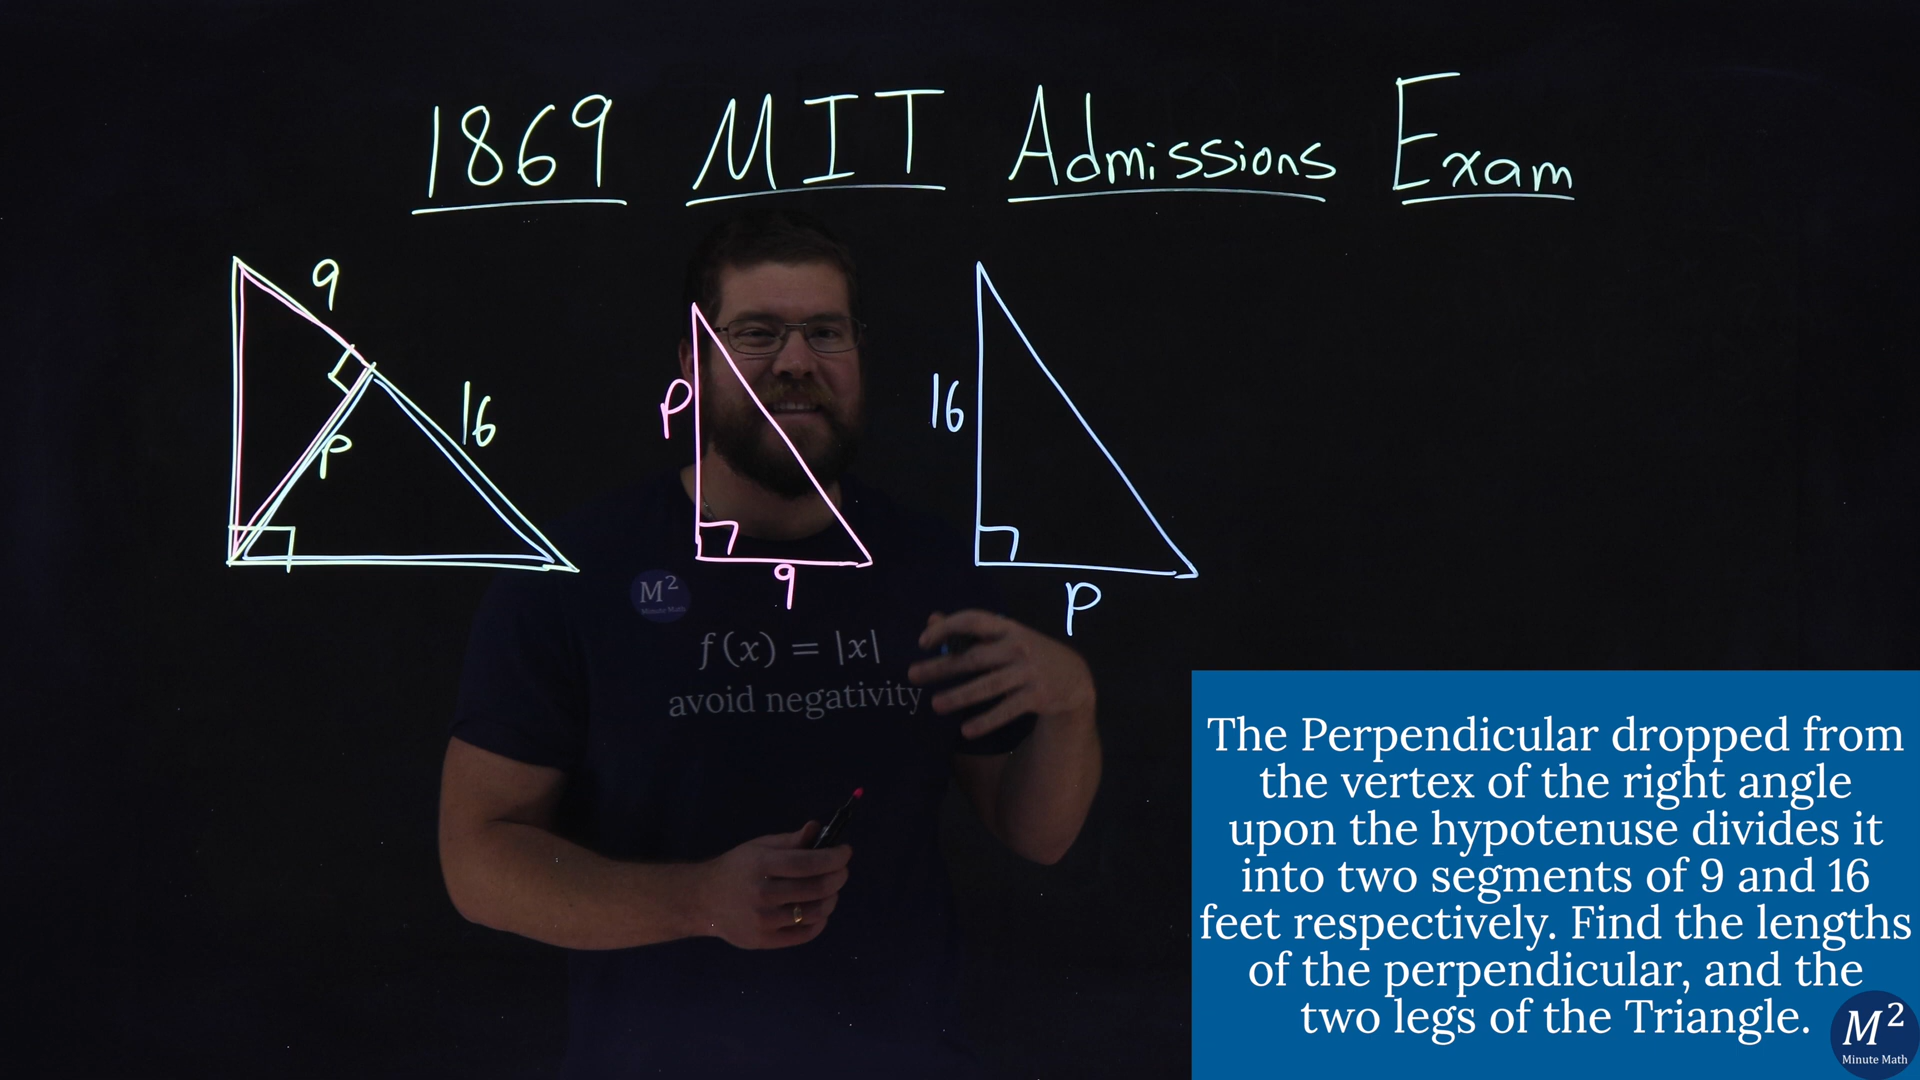 1869 MIT Admissions Exam
9
16
P
P
9
16
P
M²
Minute Math
f(x) = |x|
avoid negativity
The Perpendicular dropped from
the vertex of the right angle
upon the hypotenuse divides it
into two segments of 9 and 16
feet respectively. Find the lengths
of the perpendicular, and the
two legs of the Triangle.
M²
Minute Math